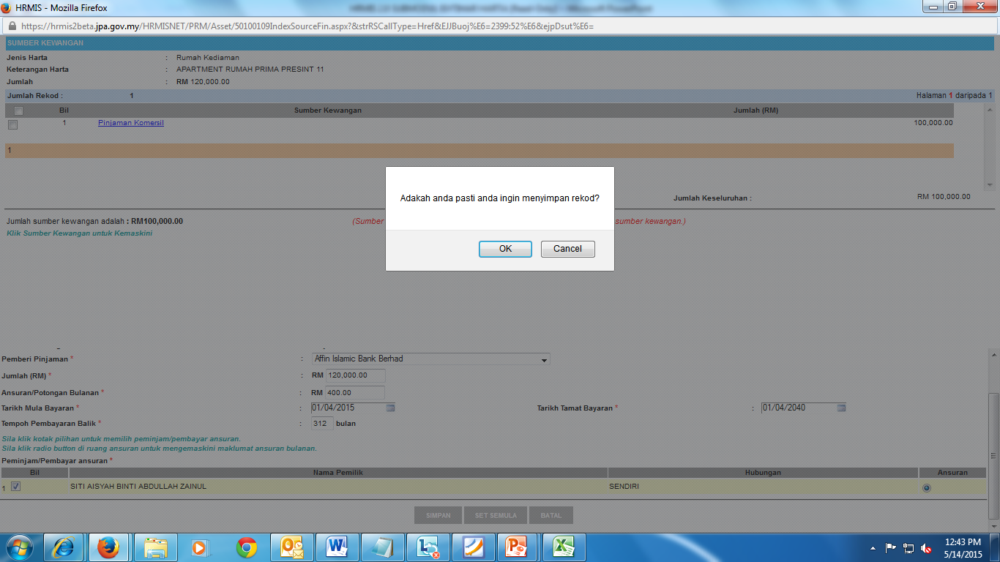 HRMIS - Mozilla Firefox
https://hrmis2beta.jpa.gov.my/HRMISNET/PRM/Asset/50100109IndexSourceFin.aspx?&strRSCallType=Href&EJJBuoj%E6=2399:52%E6&ejpDsut%E6=
SUMBER KEWANGAN
Jenis Harta : Rumah Kediaman
Keterangan Harta : APARTMENT RUMAH PRIMA PRESINT 11
Jumlah : RM 120,000.00
Jumlah Rekod : 1 Halaman 1 daripada 1
Bil Sumber Kewangan Jumlah (RM)
1 Pinjaman Komersil 100,000.00
1
Adakah anda pasti anda ingin menyimpan rekod?
Jumlah Keseluruhan : RM 100,000.00
Jumlah sumber kewangan adalah : RM100,000.00 (Sumber sumber kewangan.)
Klik Sumber Kewangan untuk Kemaskini
OK Cancel
Pemberi Pinjaman * : Affin Islamic Bank Berhad
Jumlah (RM) * : RM 120,000.00
Ansuran/Potongan Bulanan * : RM 400.00
Tarikh Mula Bayaran * : 01/04/2015 Tarikh Tamat Bayaran * : 01/04/2040
Tempoh Pembayaran Balik * : 312 bulan
Sila klik kotak pilihan untuk memilih peminjam/pembayar ansuran.
Sila klik radio button di ruang ansuran untuk mengemaskini maklumat ansuran bulanan.
Peminjam/Pembayar ansuran *
Bil Nama Pemilik Hubungan Ansuran
1 SITI AISYAH BINTI ABDULLAH ZAINUL SENDIRI
SIMPAN SET SEMULA BATAL
12:43 PM
5/14/2015